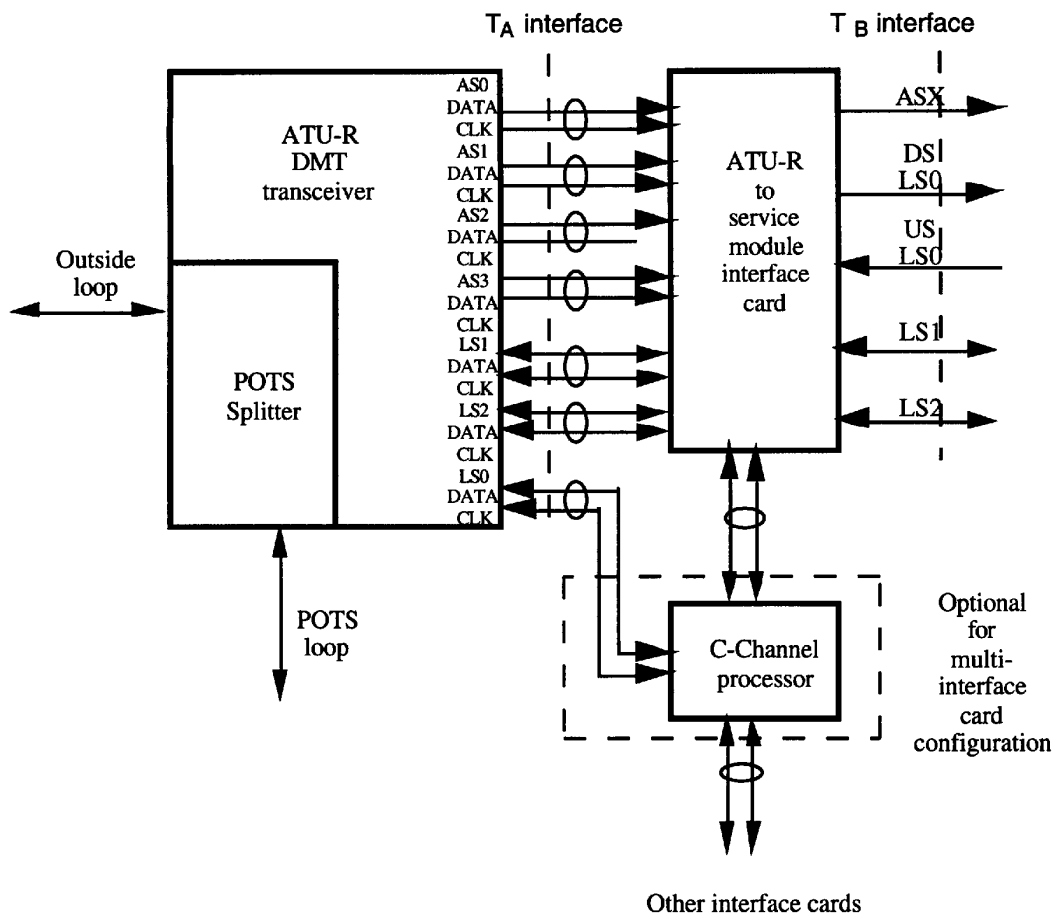 T A interface
T B interface
ATU-R
DMT
transceiver
AS0
DATA
CLK
AS1
DATA
CLK
AS2
DATA
CLK
AS3
DATA
CLK
LS1
DATA
CLK
LS2
DATA
CLK
LS0
DATA
CLK
Outside
loop
POTS
Splitter
POTS
loop
ATU-R
to
service
module
interface
card
ASX
DS
LS0
US
LS0
LS1
LS2
C-Channel
processor
Optional
for
multi-
interface
card
configuration
Other interface cards